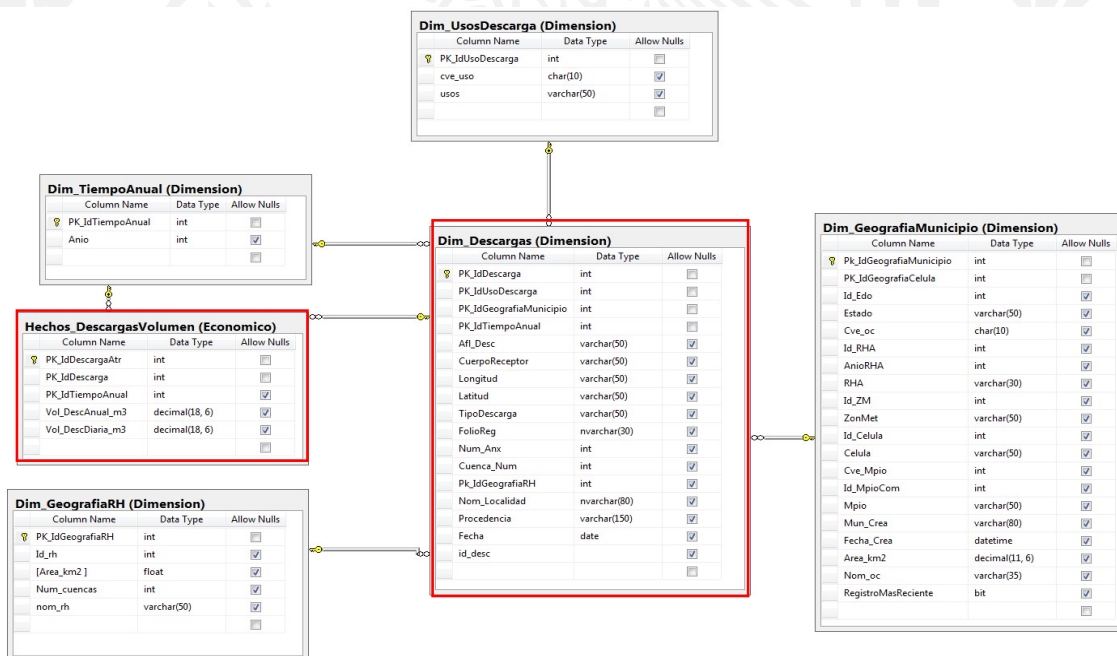 Dim_UsosDescarga (Dimension)
Column Name Data Type Allow Nulls
PK_IdUsoDescarga int
cve_uso char(10)
usos varchar(50)
Dim_TiempoAnual (Dimension)
Column Name Data Type Allow Nulls
PK_IdTiempoAnual int
Anio int
Hechos_DescargasVolumen (Economico)
Column Name Data Type Allow Nulls
PK_IdDescargaAtr int
PK_IdDescarga int
PK_IdTiempoAnual int
Vol_DescAnual_m3 decimal(18, 6)
Vol_DescDiaria_m3 decimal(18, 6)
Dim_GeografiaRH (Dimension)
Column Name Data Type Allow Nulls
PK_IdGeografiaRH int
Id_rh int
[Area_km2 ] float
Num_cuencas int
nom_rh varchar(50)
Dim_Descargas (Dimension)
Column Name Data Type Allow Nulls
PK_IdDescarga int
PK_IdUsoDescarga int
PK_IdGeografiaMunicipio int
PK_IdTiempoAnual int
Afl_Desc varchar(50)
CuerpoReceptor varchar(50)
Longitud varchar(50)
Latitud varchar(50)
TipoDescarga varchar(50)
FolioReg nvarchar(30)
Num_Anx int
Cuenca_Num int
Pk_IdGeografiaRH int
Nom_Localidad nvarchar(80)
Procedencia varchar(150)
Fecha date
id_desc
Dim_GeografiaMunicipio (Dimension)
Column Name Data Type Allow Nulls
Pk_IdGeografiaMunicipio int
PK_IdGeografiaCelula int
Id_Edo int
Estado varchar(50)
Cve_oc char(10)
Id_RHA int
AnioRHA int
RHA varchar(30)
Id_ZM int
ZonMet varchar(50)
Id_Celula int
Celula varchar(50)
Cve_Mpio int
Id_MpioCom int
Mpio varchar(50)
Mun_Crea varchar(80)
Fecha_Crea datetime
Area_km2 decimal(11, 6)
Nom_oc varchar(35)
RegistroMasReciente bit